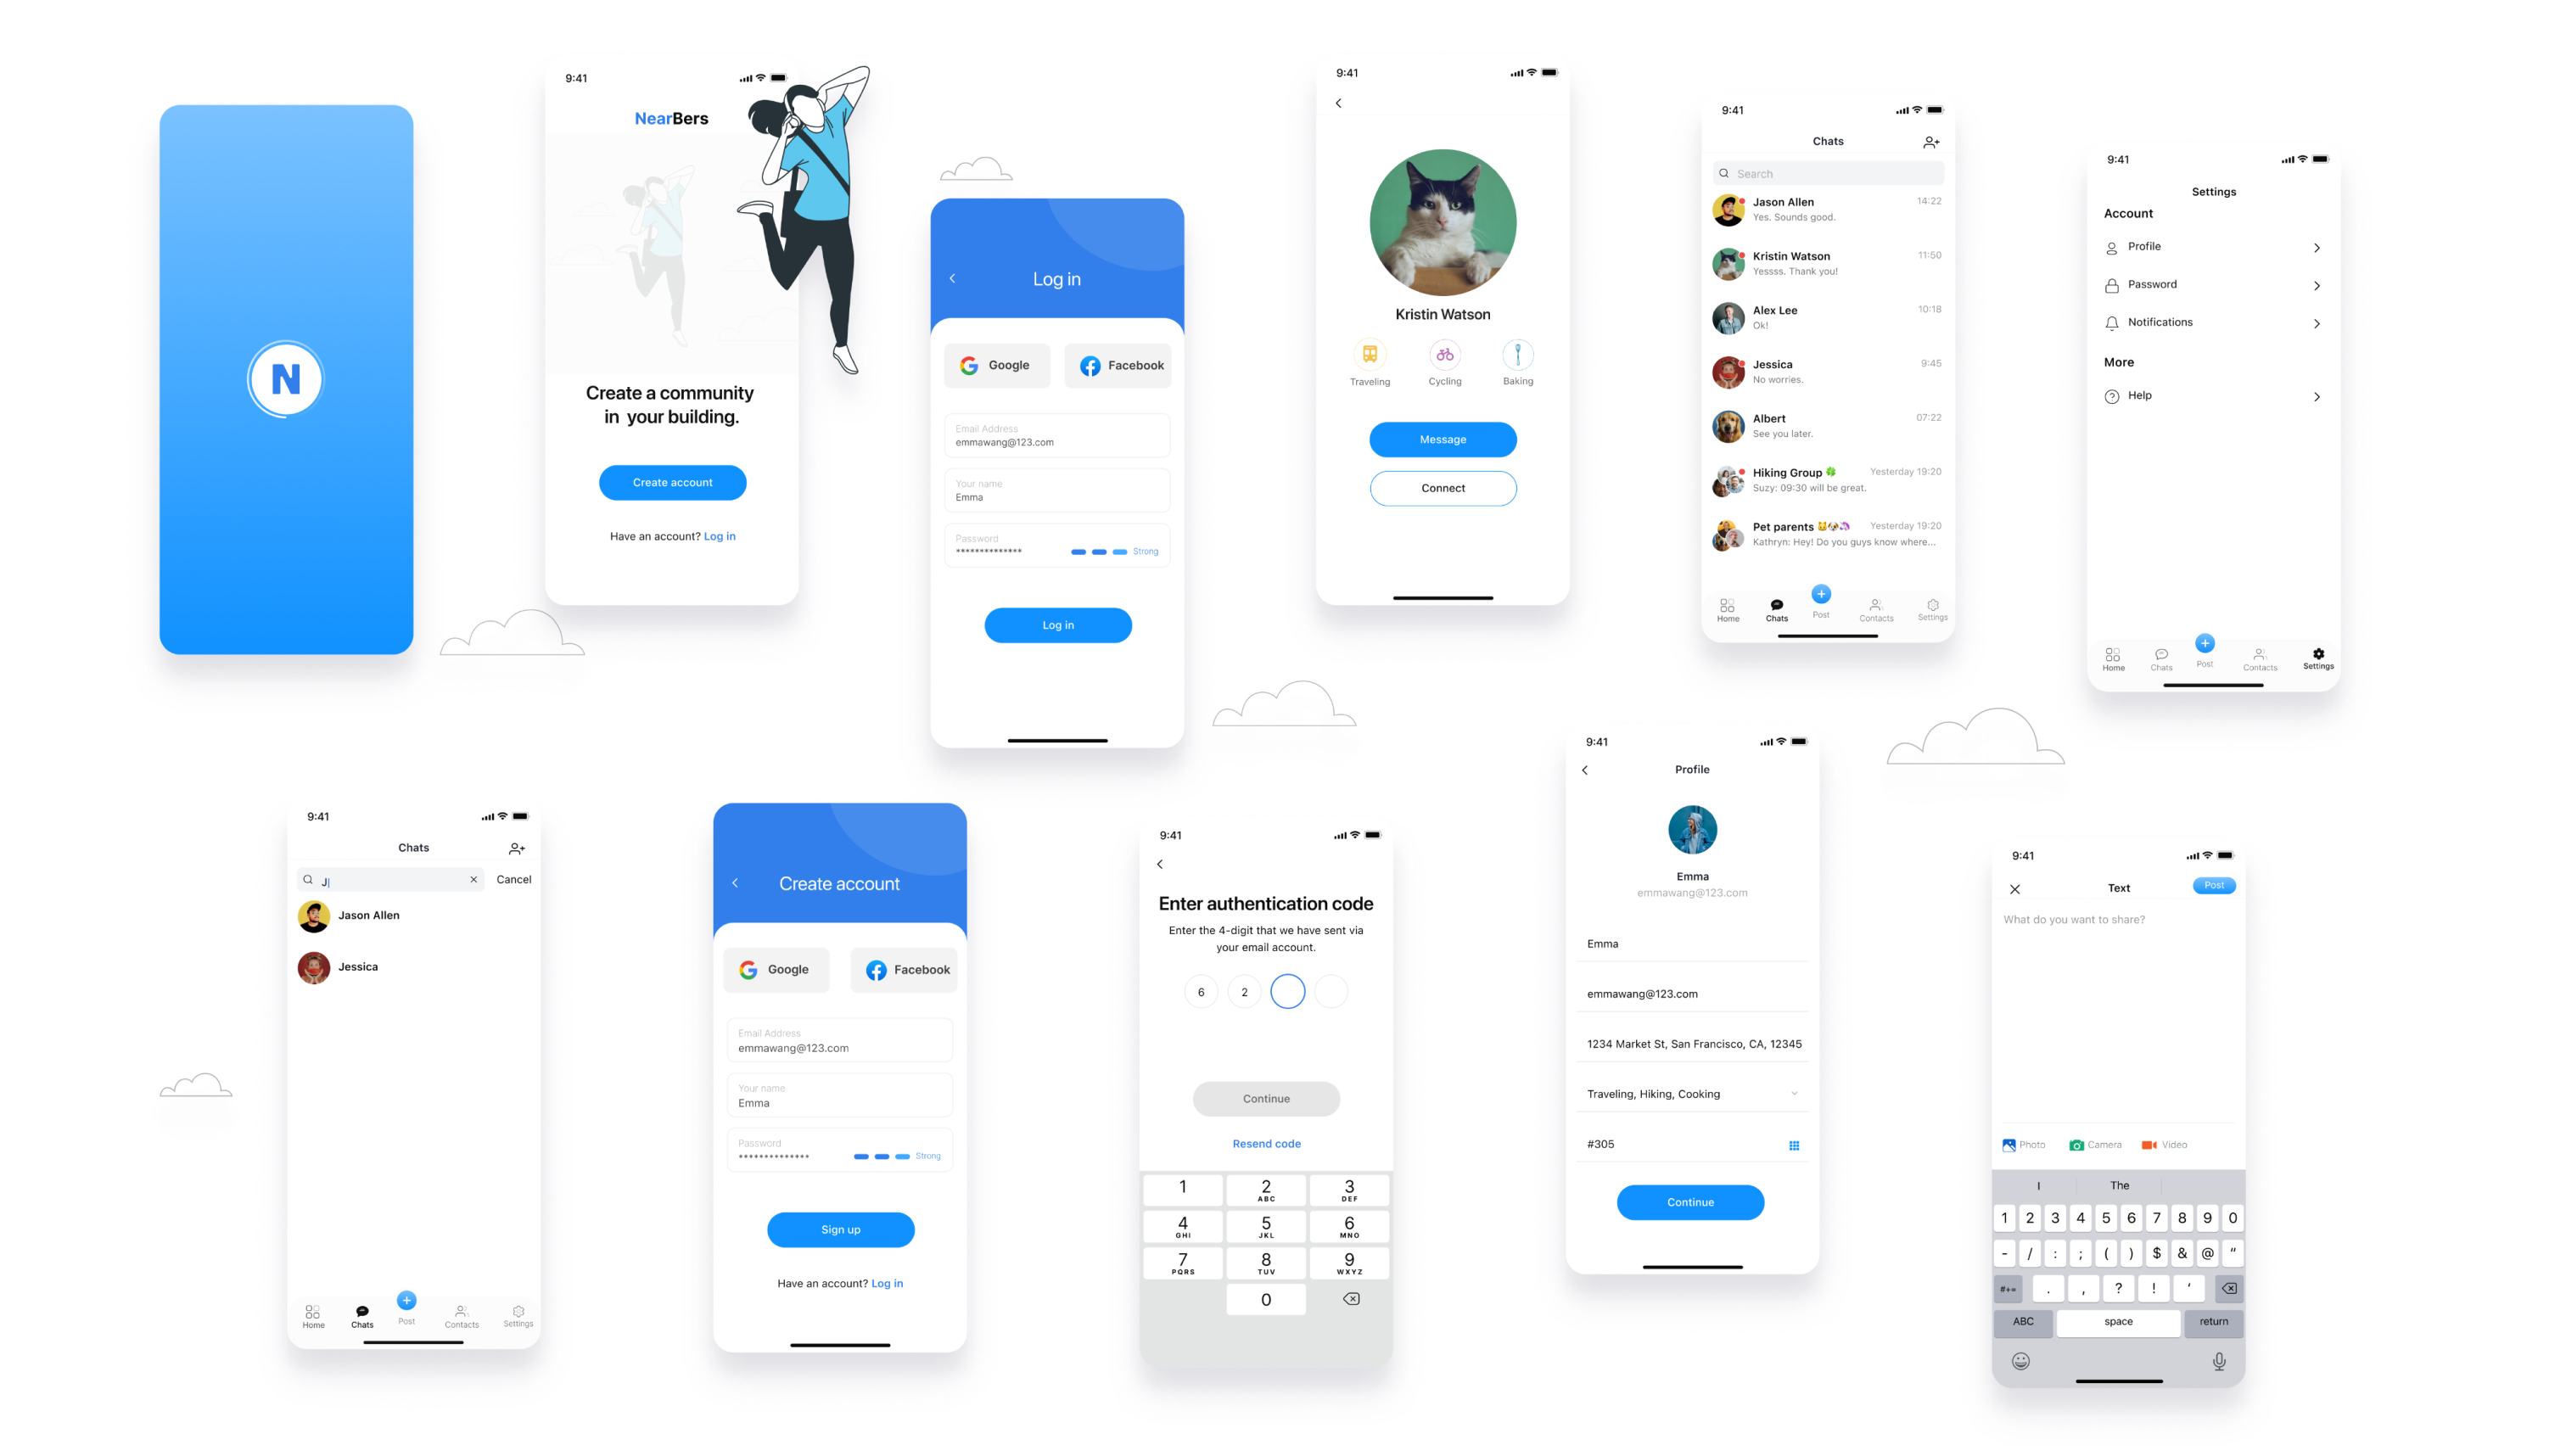 N
9:41
NearBers
Create a community
in your building.
Create account
Have an account? Log in
Log in
Google
Facebook
Email Address
emmawang@123.com
Your name
Emma
Password
**************
Strong
Log in
9:41
Kristin Watson
Traveling
Cycling
Baking
Message
Connect
9:41
Chats
Search
Jason Allen
14:22
Yes. Sounds good.
Kristin Watson
11:50
Yessss. Thank you!
Alex Lee
10:18
Ok!
Jessica
9:45
No worries.
Albert
07:22
See you later.
Hiking Group 🍀
Yesterday 19:20
Suzy: 09:30 will be great.
Pet parents 🐱🐶🦄
Yesterday 19:20
Kathryn: Hey! Do you guys know where...
Home
Chats
Post
Contacts
Settings
9:41
Settings
Account
Profile
Password
Notifications
More
Help
Home
Chats
Post
Contacts
Settings
9:41
Chats
J
Cancel
Jason Allen
Jessica
Home
Chats
Post
Contacts
Settings
Create account
Google
Facebook
Email Address
emmawang@123.com
Your name
Emma
Password
**************
Strong
Sign up
Have an account? Log in
9:41
Enter authentication code
Enter the 4-digit that we have sent via
your email account.
6 2
Continue
Resend code
1 2 3
ABC DEF
4 5 6
GHI JKL MNO
7 8 9
PQRS TUV WXYZ
0
9:41
Profile
Emma
emmawang@123.com
Emma
emmawang@123.com
1234 Market St, San Francisco, CA, 12345
Traveling, Hiking, Cooking
#305
Continue
9:41
Text
Post
What do you want to share?
Photo
Camera
Video
I The
1 2 3 4 5 6 7 8 9 0
- / : ; ( ) $ & @ “
#+= . , ? ! ‘
ABC space return